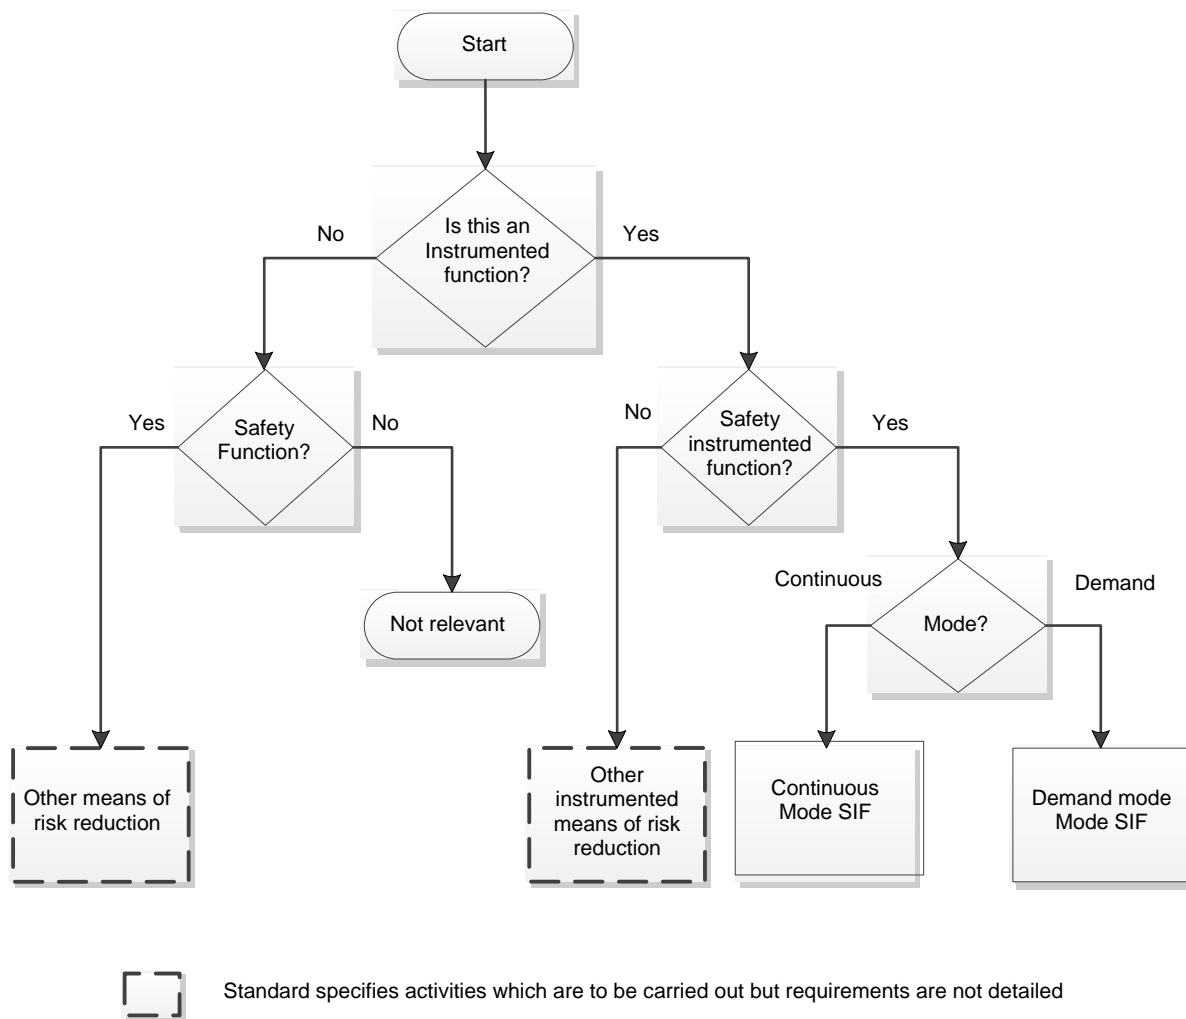 Start
Is this an
Instrumented
function?
No
Yes
Yes
Safety
Function?
No
No
Safety
instrumented
function?
Yes
Continuous
Mode?
Demand
Not relevant
Other means of
risk reduction
Other
instrumented
means of risk
reduction
Continuous
Mode SIF
Demand mode
Mode SIF
Standard specifies activities which are to be carried out but requirements are not detailed